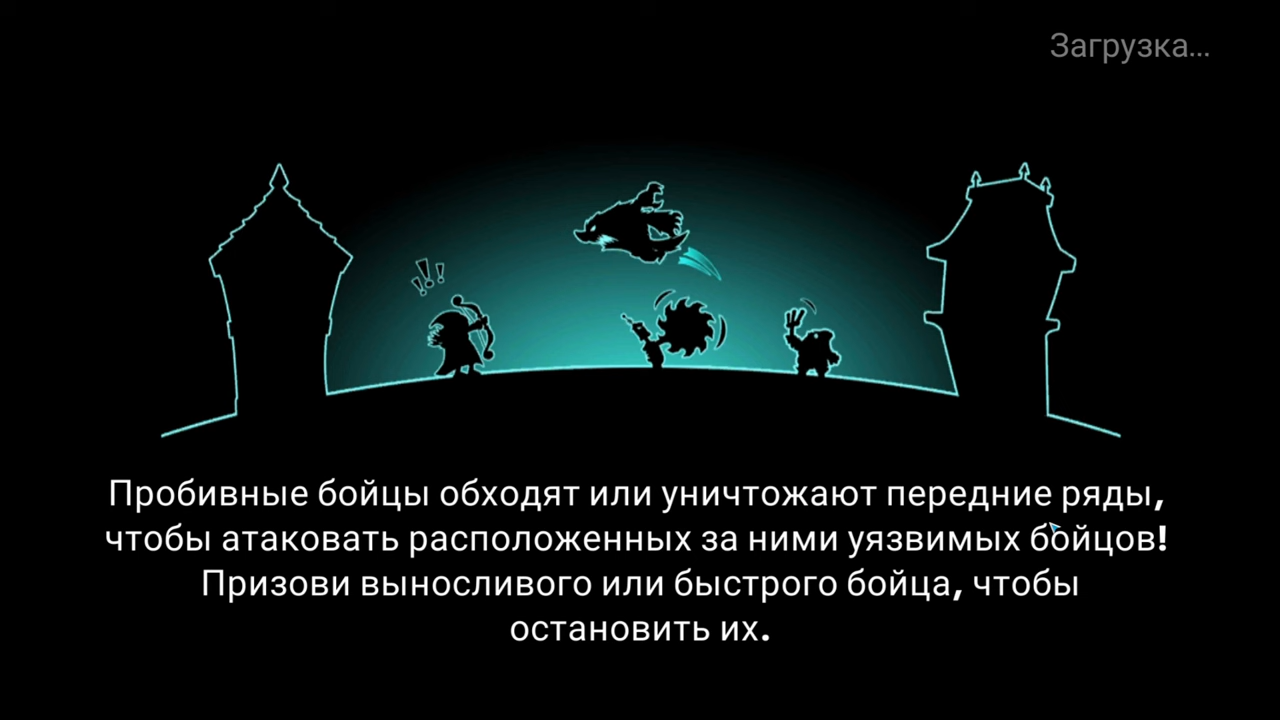 Загрузка...
!!!
Пробивные бойцы обходят или уничтожают передние ряды,
чтобы атаковать расположенных за ними уязвимых бойцов!
Призови выносливого или быстрого бойца, чтобы
остановить их.